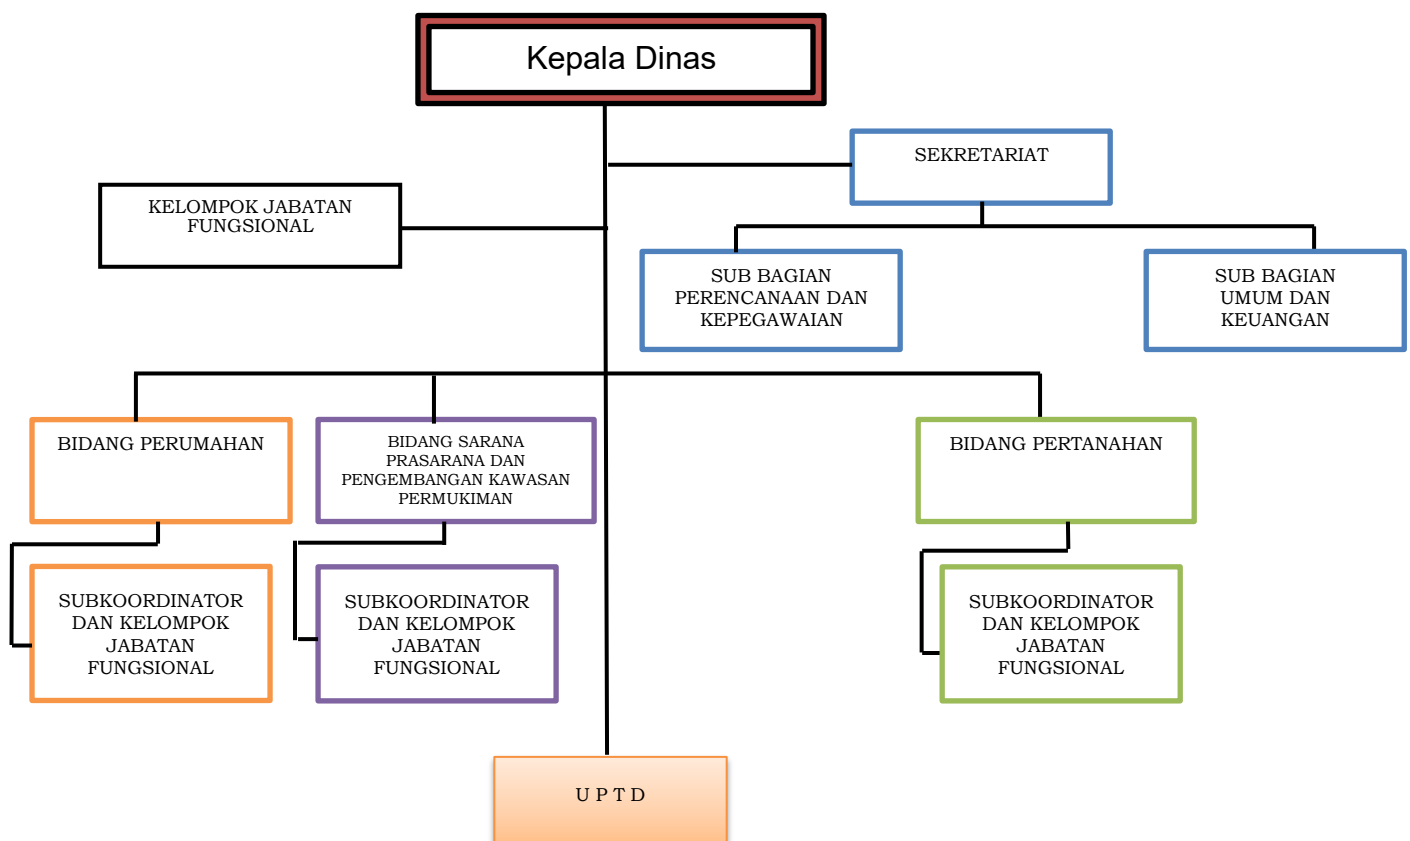 Kepala Dinas
SEKRETARIAT
KELOMPOK JABATAN
FUNGSIONAL
SUB BAGIAN
PERENCANAAN DAN
KEPEGAWAIAN
SUB BAGIAN
UMUM DAN
KEUANGAN
BIDANG PERUMAHAN
BIDANG SARANA
PRASARANA DAN
PENGEMBANGAN KAWASAN
PERMUKIMAN
BIDANG PERTANAHAN
SUBKOORDINATOR
DAN KELOMPOK
JABATAN
FUNGSIONAL
SUBKOORDINATOR
DAN KELOMPOK
JABATAN
FUNGSIONAL
SUBKOORDINATOR
DAN KELOMPOK
JABATAN
FUNGSIONAL
U P T D